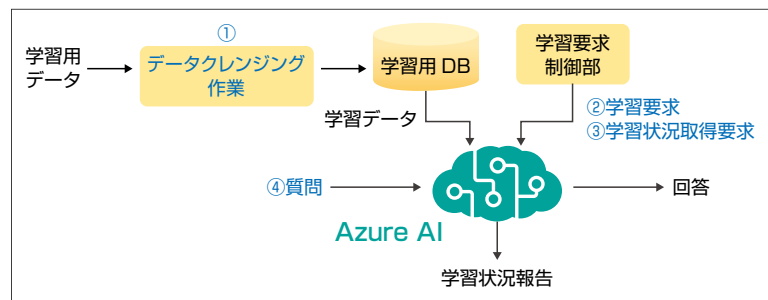 ①
学習用
データ
データクレンジング
作業
学習用 DB
学習要求
制御部
学習データ
②学習要求
③学習状況取得要求
④質問
回答
Azure AI
学習状況報告